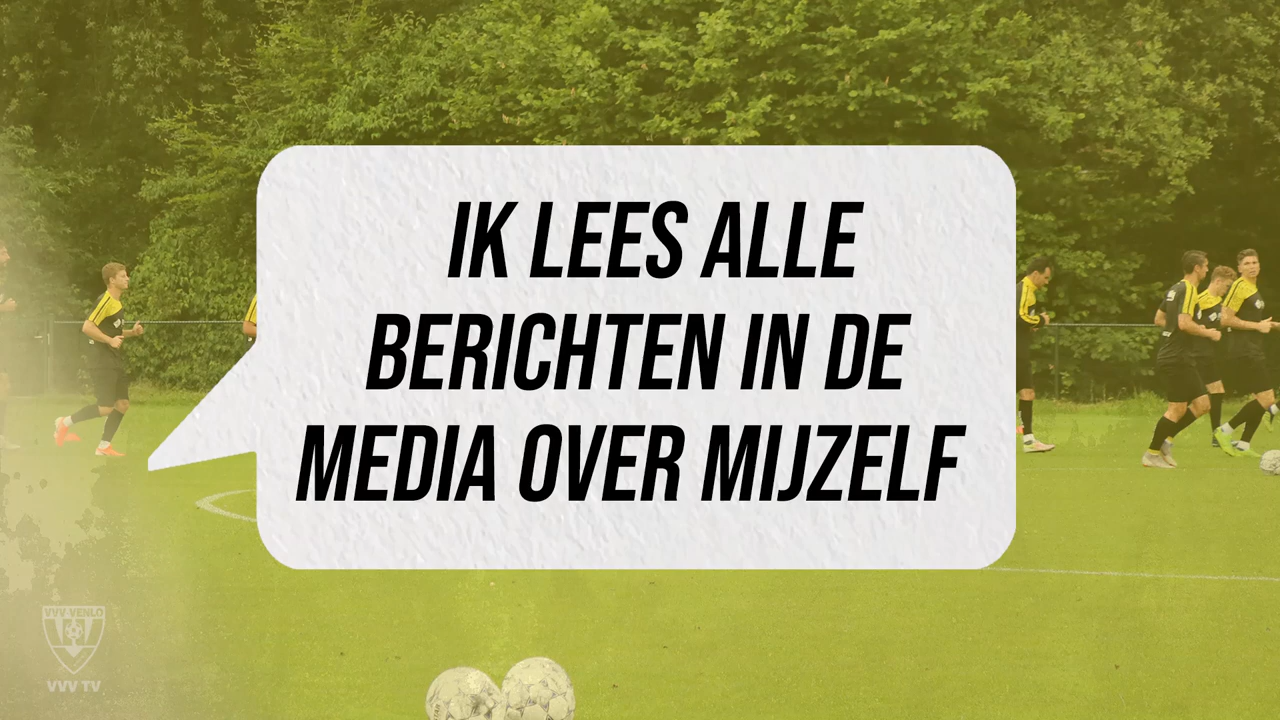 IK LEES ALLE
BERICHTEN IN DE
MEDIA OVER MIJZELF
VVV VENLO
VVV TV